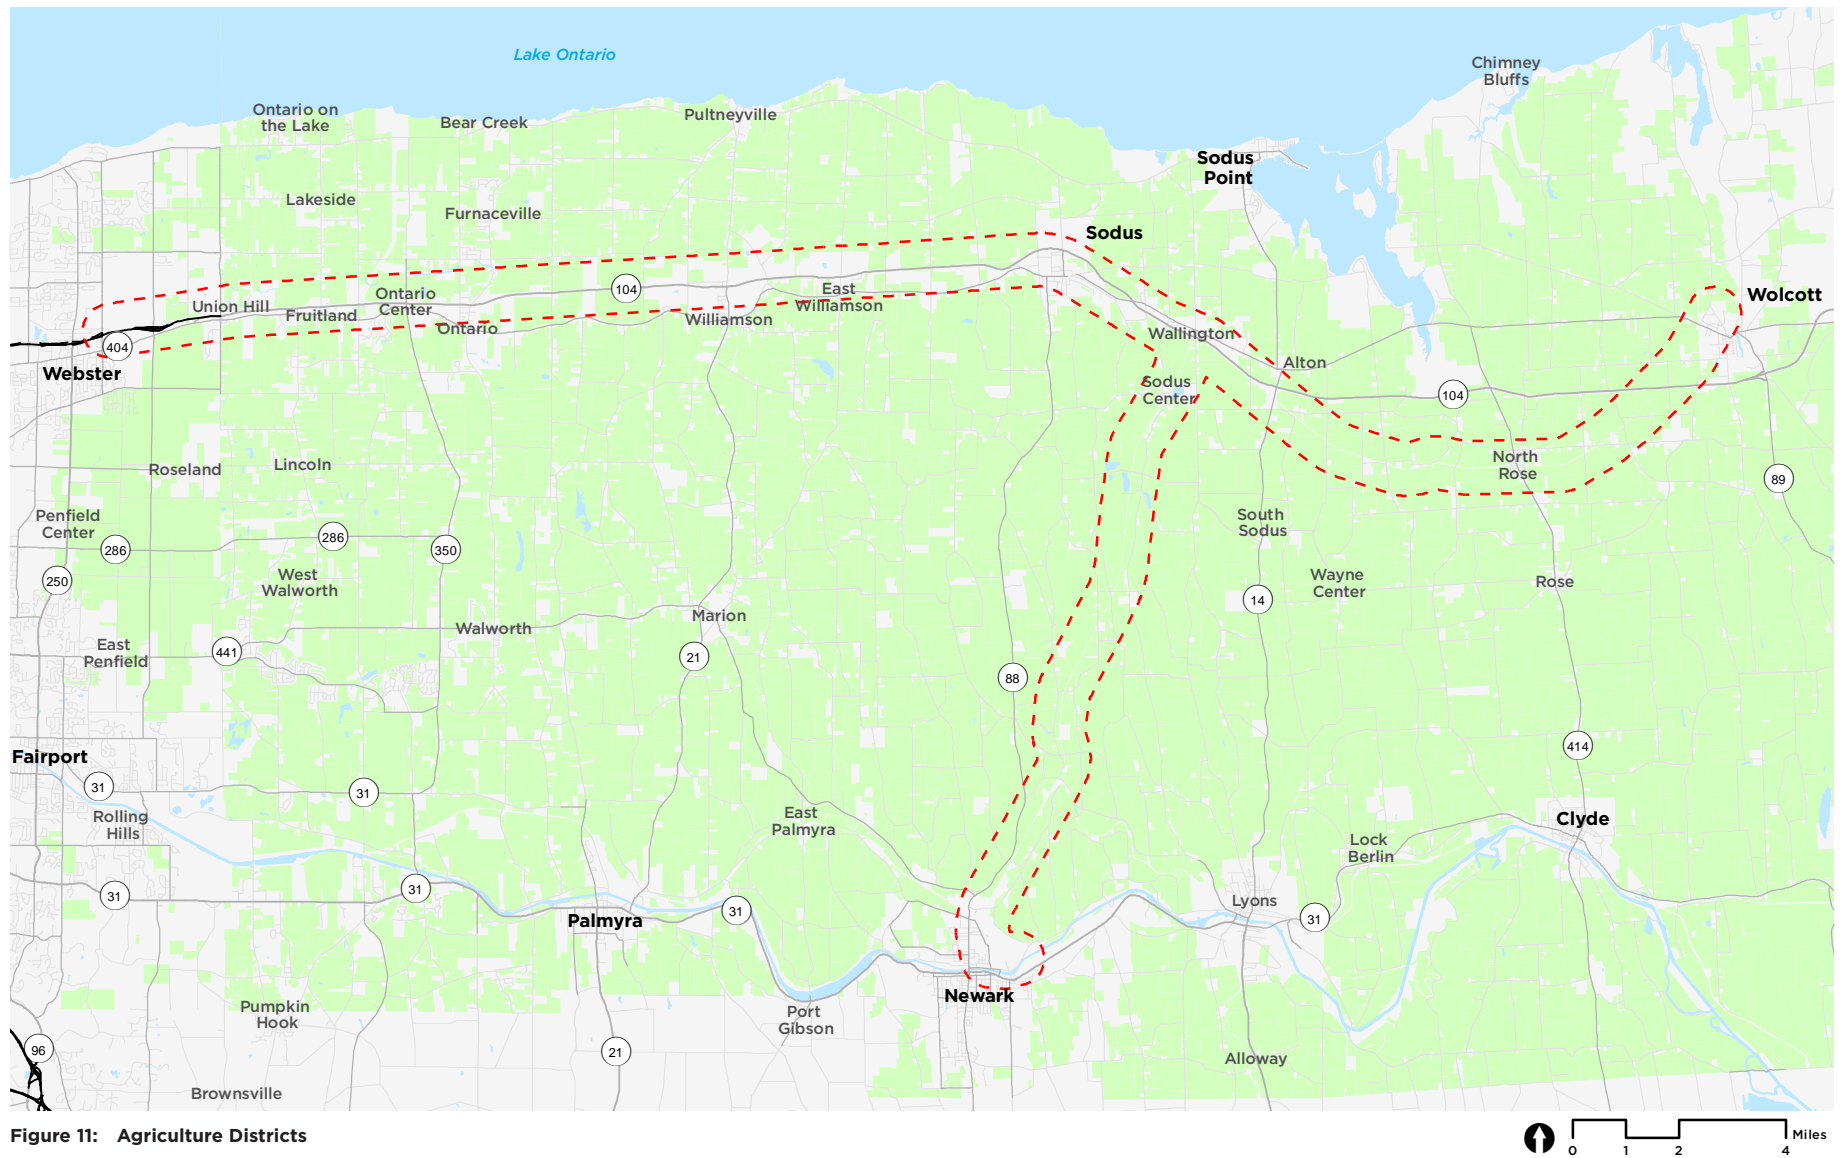 Lake Ontario
Chimney
Bluffs
Ontario on
the Lake
Bear Creek
Pultneyville
Sodus
Point
Lakeside
Furnaceville
Sodus
Union Hill
Ontario
Center
104
East
Williamson
Wolcott
Fruitland
Ontario
Williamson
Wallington
404
Webster
Alton
Sodus
Center
104
Roseland
Lincoln
North
Rose
89
Penfield
Center
286
286
350
South
Sodus
250
West
Walworth
Wayne
Center
Rose
14
Marion
Walworth
East
Penfield
441
21
88
414
Fairport
31
31
Rolling
Hills
East
Palmyra
Clyde
Lock
Berlin
31
31
Palmyra
31
Lyons
31
Newark
Pumpkin
Hook
Port
Gibson
96
21
Alloway
Brownsville
Figure 11: Agriculture Districts
Miles
0 1 2 4